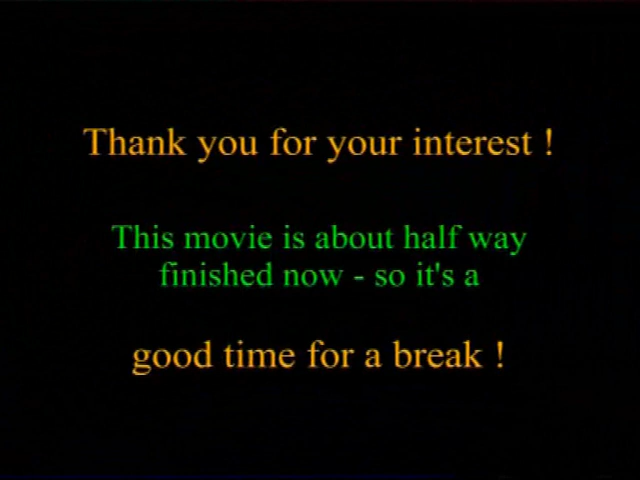 Thank you for your interest !
This movie is about half way
finished now - so it's a
good time for a break !